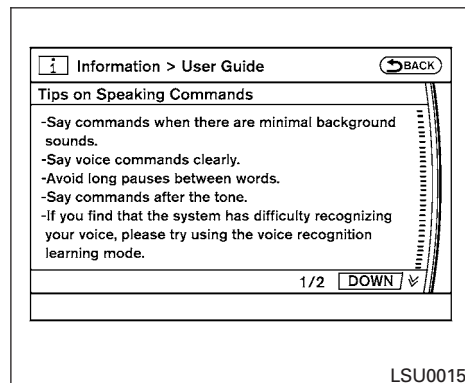 i Information > User Guide
BACK
Tips on Speaking Commands
-Say commands when there are minimal background
sounds.
-Say voice commands clearly.
-Avoid long pauses between words.
-Say commands after the tone.
-If you find that the system has difficulty recognizing
your voice, please try using the voice recognition
learning mode.
1/2 DOWN
LSU0015